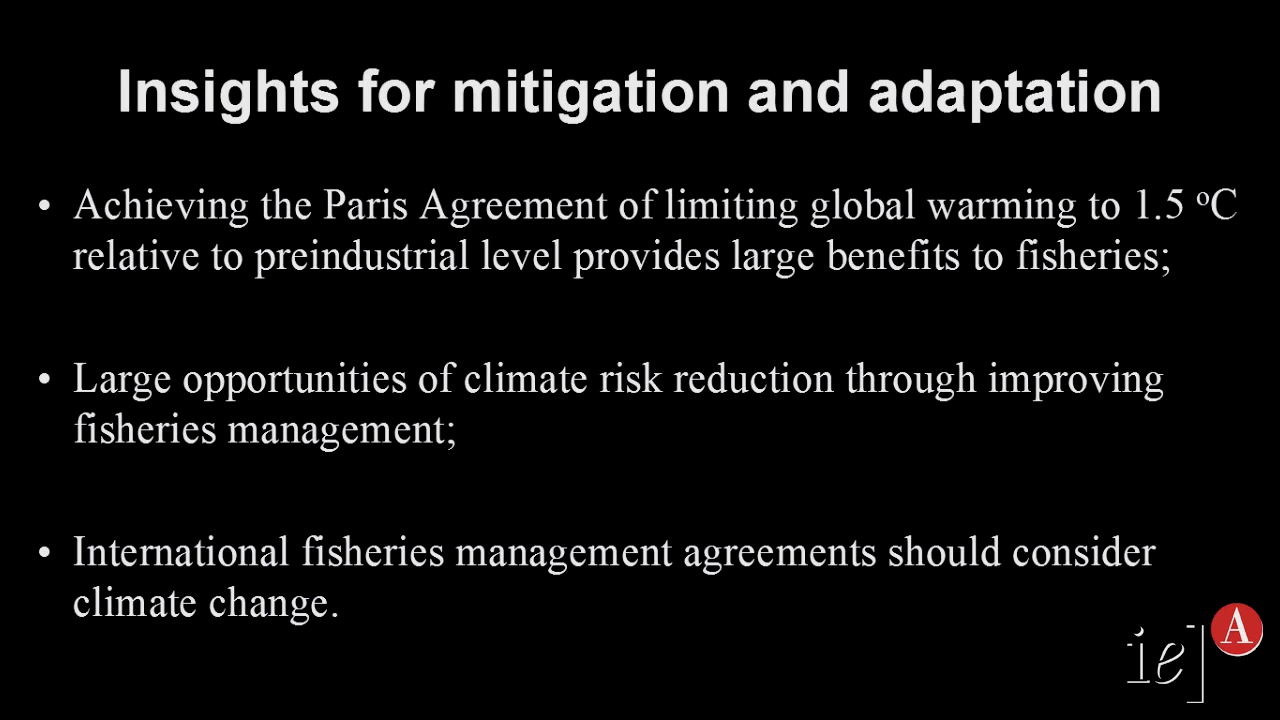 Insights for mitigation and adaptation
• Achieving the Paris Agreement of limiting global warming to 1.5 ºC
relative to preindustrial level provides large benefits to fisheries;
• Large opportunities of climate risk reduction through improving
fisheries management;
• International fisheries management agreements should consider
climate change.
ie]
A